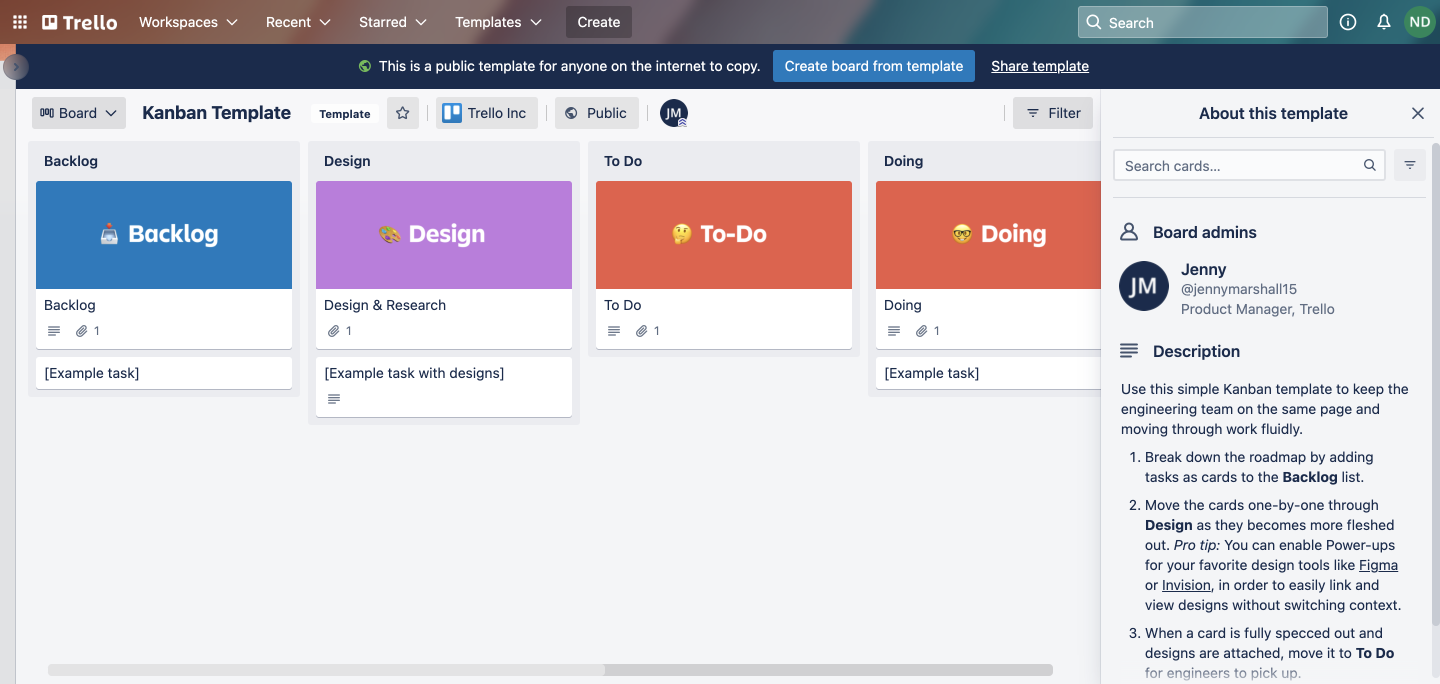 Trello Workspaces Recent Starred Templates Create Search ND
This is a public template for anyone on the internet to copy. Create board from template Share template
Board Kanban Template Template Trello Inc Public JM Filter
Backlog
Backlog
Backlog
1
[Example task]
Design
Design
Design & Research
1
[Example task with designs]
To Do
To-Do
To Do
1
Doing
Doing
Doing
1
[Example task]
About this template
Search cards...
Board admins
JM
Jenny
@jennymarshall15
Product Manager, Trello
Description
Use this simple Kanban template to keep the
engineering team on the same page and
moving through work fluidly.
1. Break down the roadmap by adding
tasks as cards to the Backlog list.
2. Move the cards one-by-one through
Design as they becomes more fleshed
out. Pro tip: You can enable Power-ups
for your favorite design tools like Figma
or Invision, in order to easily link and
view designs without switching context.
3. When a card is fully specced out and
designs are attached, move it to To Do
for engineers to pick up.